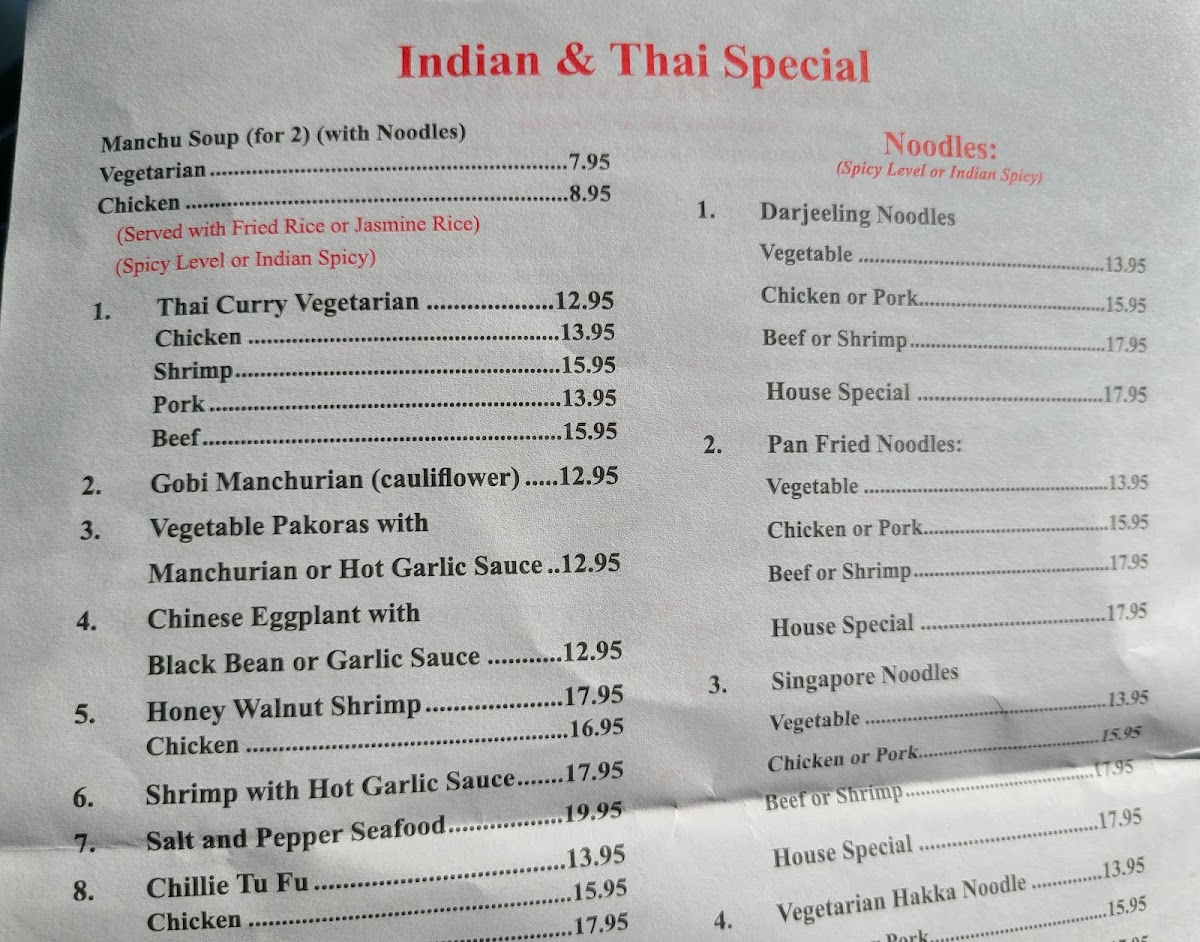 Indian & Thai Special
Manchu Soup (for 2) (with Noodles)
Vegetarian ........ 7.95
Chicken ........ 8.95
(Served with Fried Rice or Jasmine Rice)
(Spicy Level or Indian Spicy)
1. Thai Curry Vegetarian ........ 12.95
Chicken ........ 13.95
Shrimp ........ 15.95
Pork ........ 13.95
Beef ........ 15.95
2. Gobi Manchurian (cauliflower) ..... 12.95
3. Vegetable Pakoras with
Manchurian or Hot Garlic Sauce .. 12.95
4. Chinese Eggplant with
Black Bean or Garlic Sauce ........ 12.95
5. Honey Walnut Shrimp ........ 17.95
Chicken ........ 16.95
6. Shrimp with Hot Garlic Sauce ....... 17.95
7. Salt and Pepper Seafood ........ 19.95
8. Chillie Tu Fu ........ 13.95
Chicken ........ 15.95
........ 17.95
Noodles:
(Spicy Level or Indian Spicy)
1. Darjeeling Noodles
Vegetable ........ 13.95
Chicken or Pork ........ 15.95
Beef or Shrimp ........ 17.95
House Special ........ 17.95
2. Pan Fried Noodles:
Vegetable ........ 13.95
Chicken or Pork ........ 15.95
Beef or Shrimp ........ 17.95
House Special ........ 17.95
3. Singapore Noodles
Vegetable ........ 13.95
Chicken or Pork ........ 15.95
Beef or Shrimp ........ 17.95
House Special ........ 17.95
4. Vegetarian Hakka Noodle ........ 13.95
Pork ........ 15.95